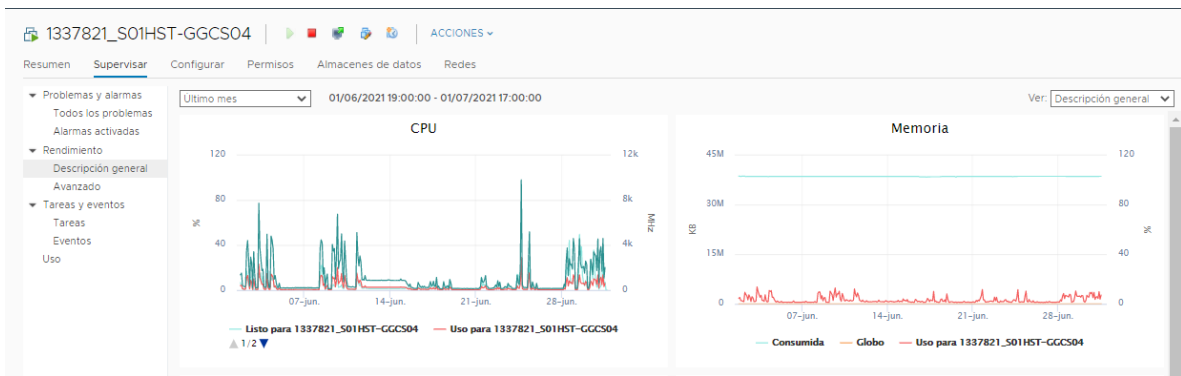 1337821_S01HST-GGCS04 ACCIONES
Resumen Supervisar Configurar Permisos Almacenes de datos Redes
Problemas y alarmas
Todos los problemas
Alarmas activadas
Rendimiento
Descripción general
Avanzado
Tareas y eventos
Tareas
Eventos
Uso
Último mes 01/06/2021 19:00:00 - 01/07/2021 17:00:00 Ver: Descripción general
CPU
120 12k
80 8k
% MHz
40 4k
0 0
07-jun. 14-jun. 21-jun. 28-jun.
Listo para 1337821_S01HST-GGCS04 Uso para 1337821_S01HST-GGCS04
1/2
Memoria
45M 120
30M 80
KB %
15M 40
0 0
07-jun. 14-jun. 21-jun. 28-jun.
Consumida Globo Uso para 1337821_S01HST-GGCS04